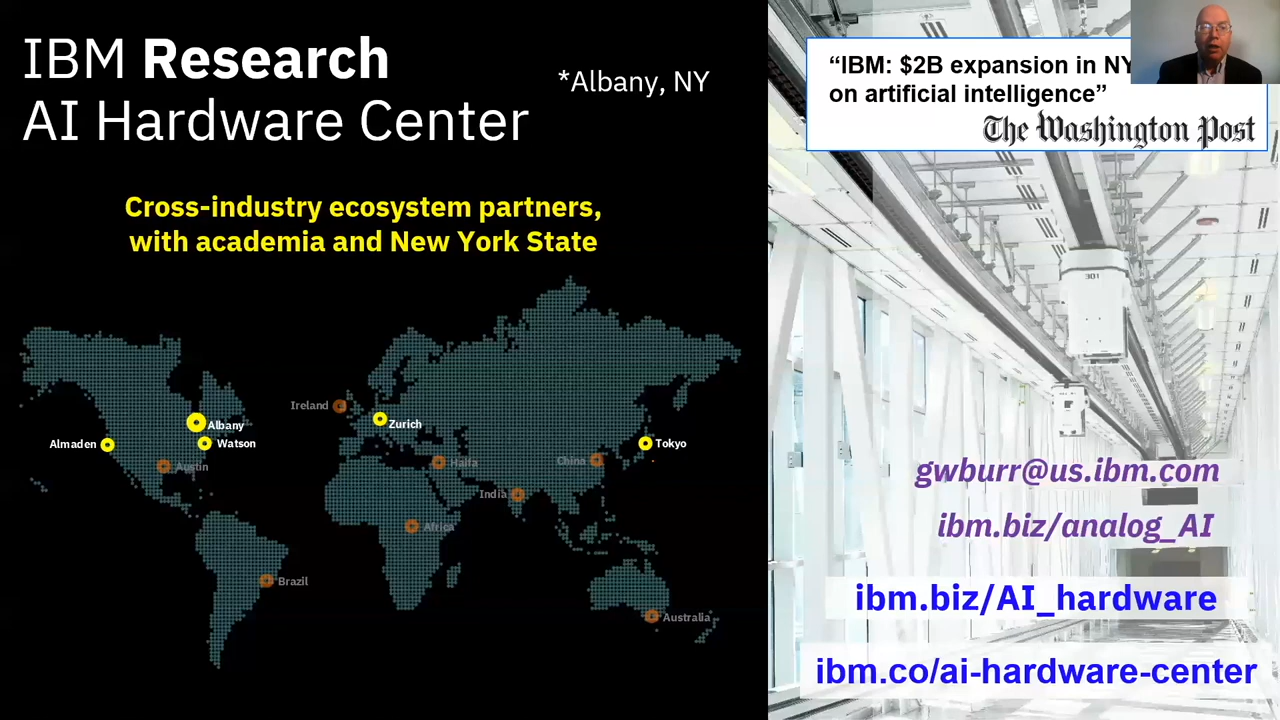 IBM Research
AI Hardware Center
*Albany, NY
Cross-industry ecosystem partners,
with academia and New York State
Ireland
Zurich
Albany
Almaden
Watson
Tokyo
Austin
Haifa
China
India
Africa
Brazil
Australia
“IBM: $2B expansion in NY
on artificial intelligence”
The Washington Post
301
gwburr@us.ibm.com
ibm.biz/analog_AI
ibm.biz/AI_hardware
ibm.co/ai-hardware-center